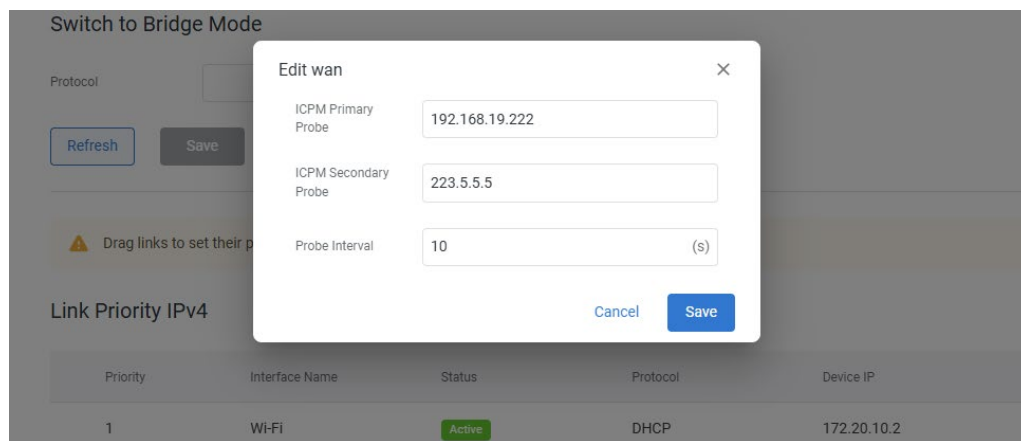 Switch to Bridge Mode
Edit wan
Protocol
ICPM Primary
Probe
192.168.19.222
Refresh
Save
ICPM Secondary
Probe
223.5.5.5
Drag links to set their p
Probe Interval
10
(s)
Link Priority IPv4
Cancel
Save
Priority
Interface Name
Status
Protocol
Device IP
1
Wi-Fi
Active
DHCP
172.20.10.2